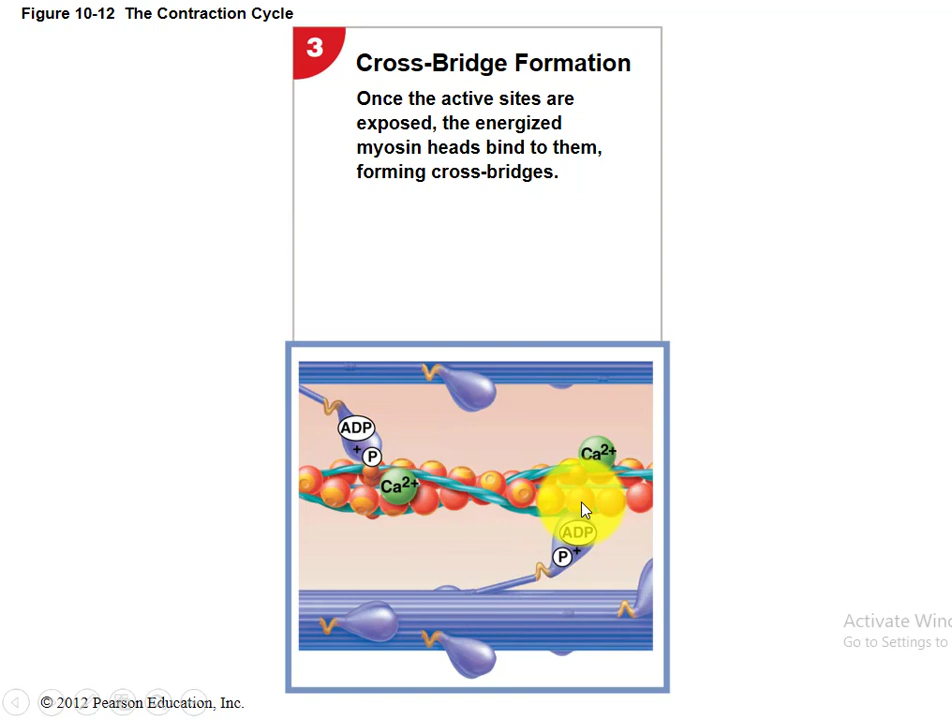 Figure 10-12 The Contraction Cycle
3
Cross-Bridge Formation
Once the active sites are
exposed, the energized
myosin heads bind to them,
forming cross-bridges.
ADP
+
P
Ca2+
Ca2+
ADP
P
+
Go to Settings to
© 2012 Pearson Education, Inc.